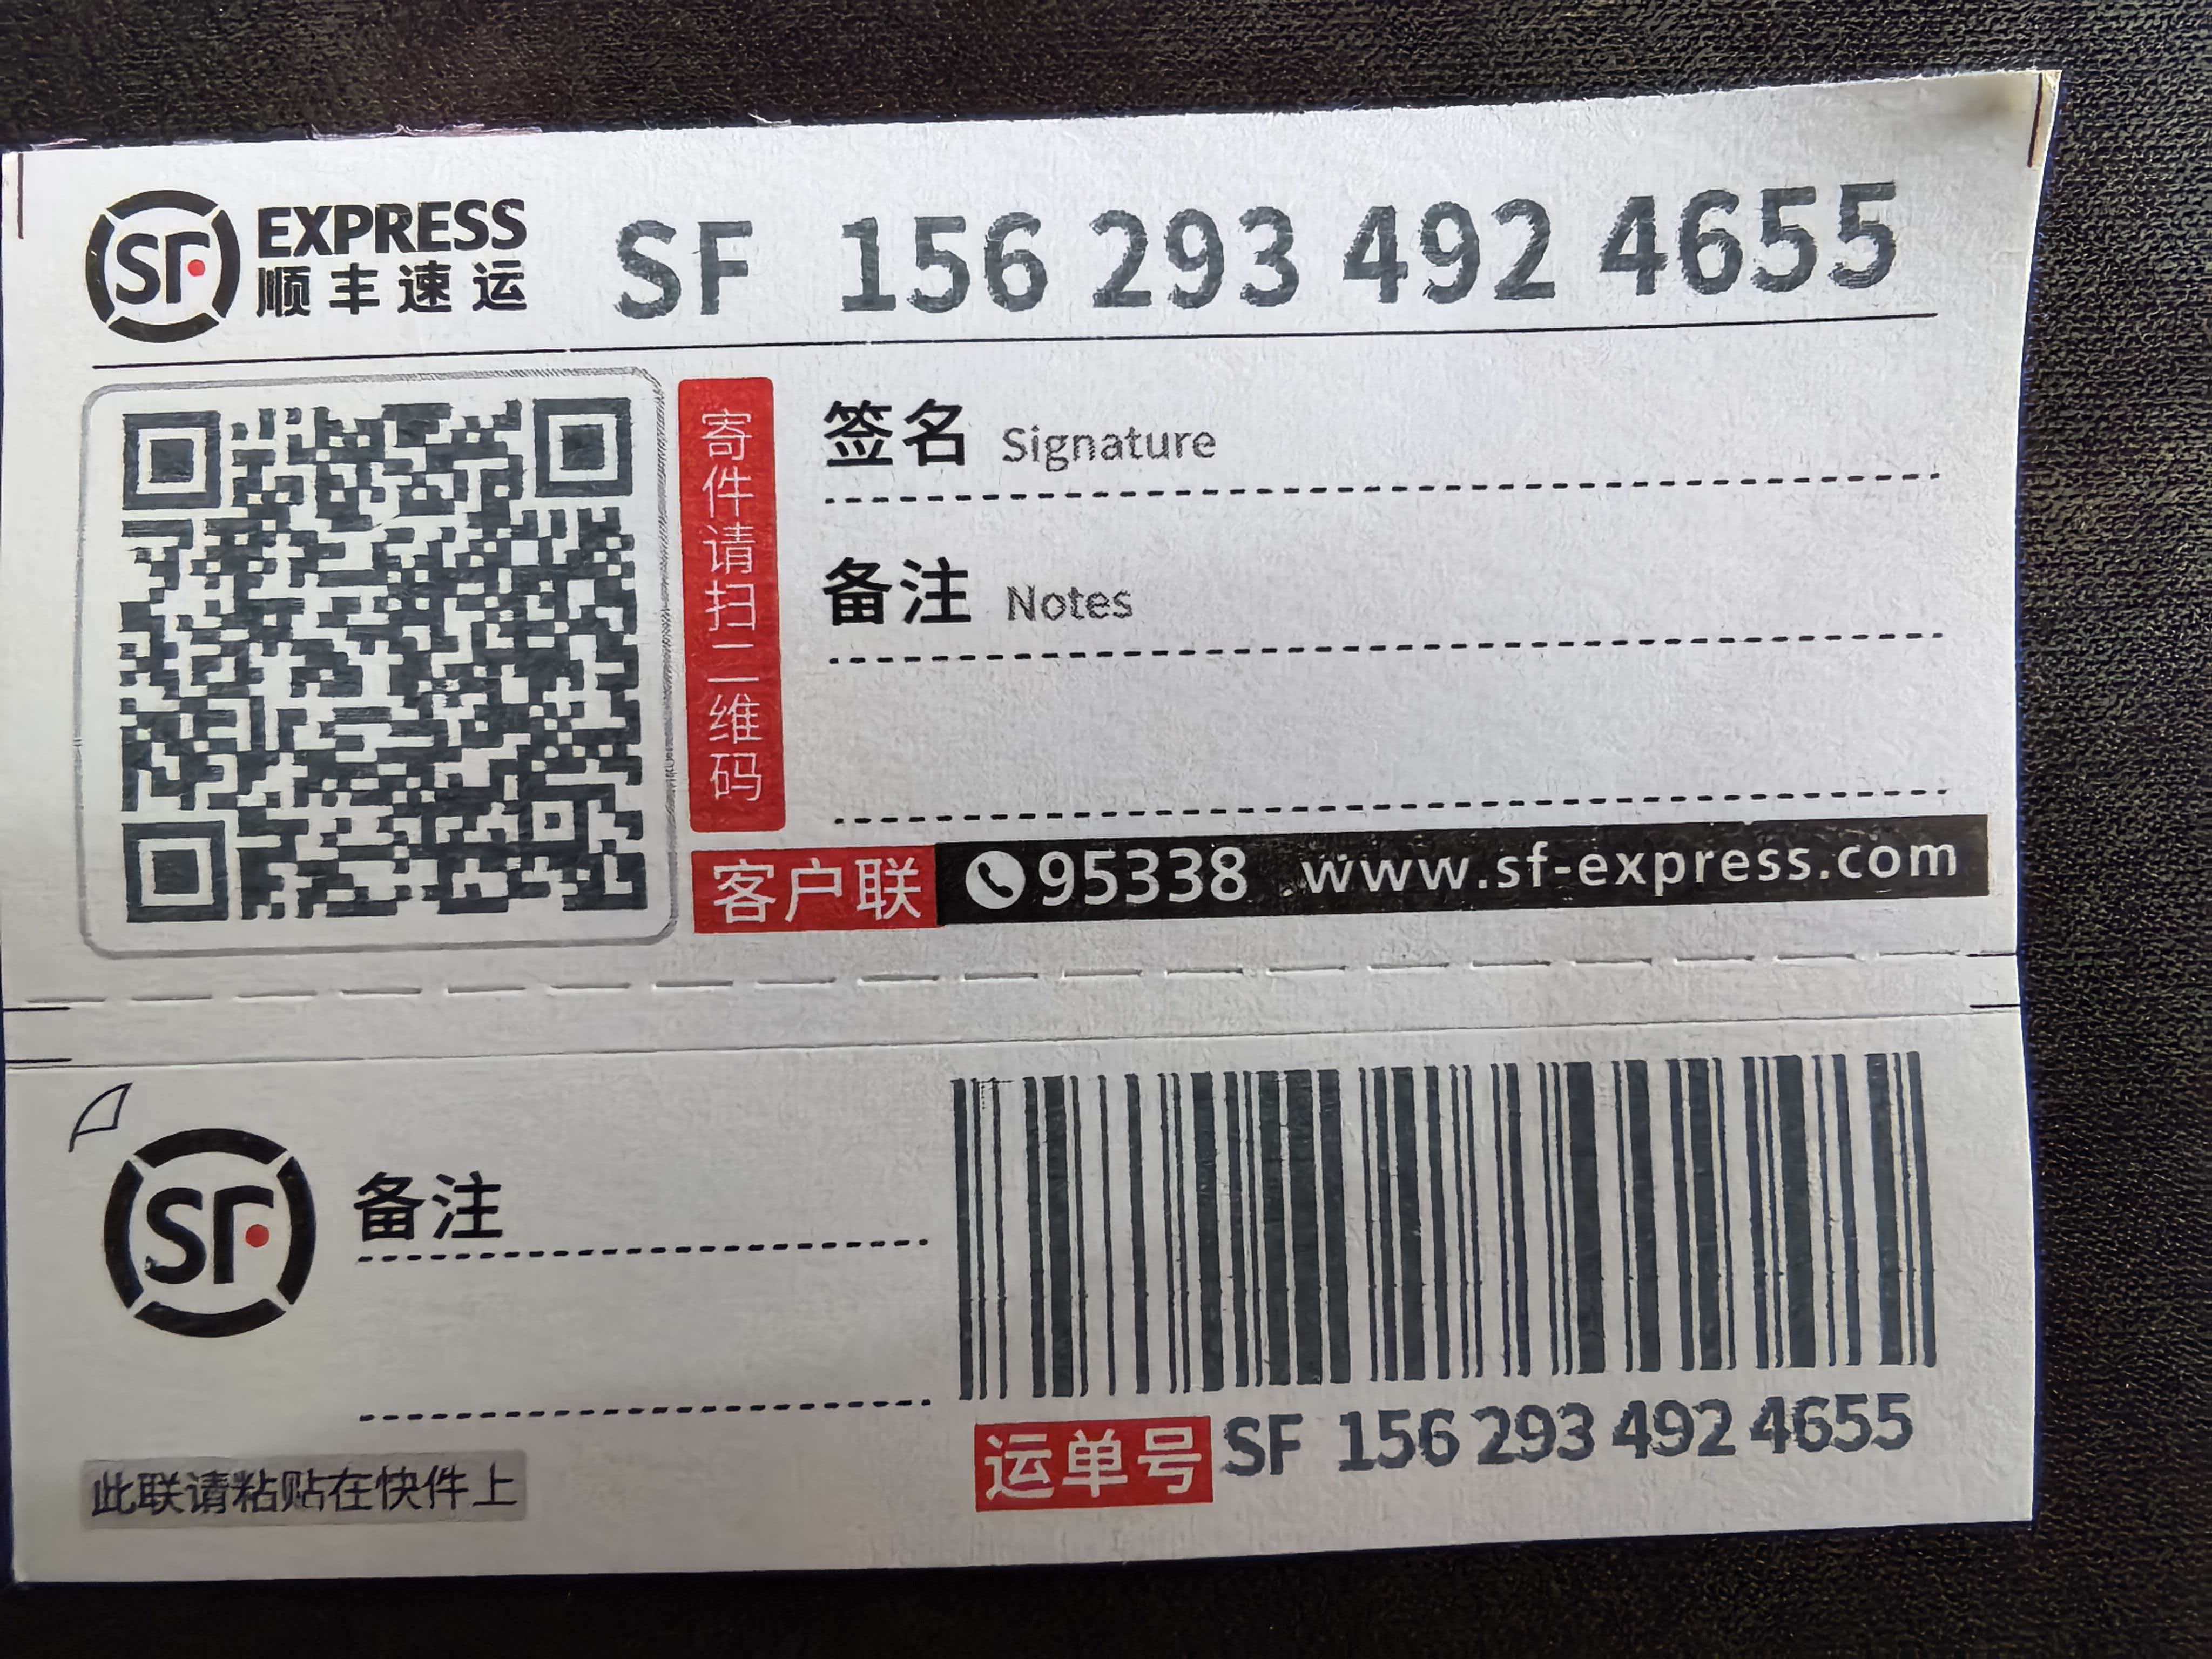 SF EXPRESS
顺丰速运
SF 156 293 492 4655
寄件请扫二维码
签名 Signature
备注 Notes
客户联 95338 www.sf-express.com
SF
备注
运单号 SF 156 293 492 4655
此联请粘贴在快件上